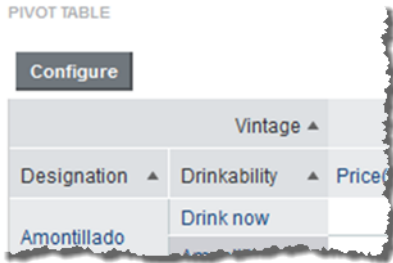 PIVOT TABLE
Configure
Vintage
Designation Drinkability
Drink now
Amontillado